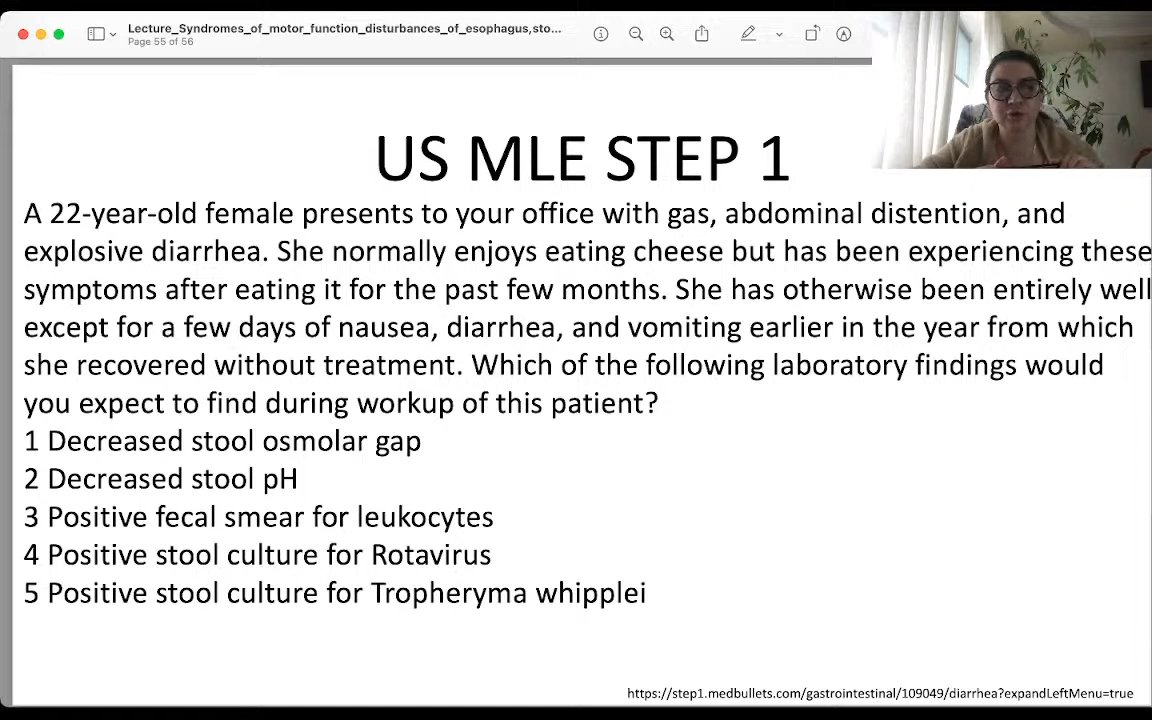 Lecture_Syndromes_of_motor_function_disturbances_of_esophagus,sto...
Page 55 of 56
US MLE STEP 1
A 22-year-old female presents to your office with gas, abdominal distention, and
explosive diarrhea. She normally enjoys eating cheese but has been experiencing these
symptoms after eating it for the past few months. She has otherwise been entirely well
except for a few days of nausea, diarrhea, and vomiting earlier in the year from which
she recovered without treatment. Which of the following laboratory findings would
you expect to find during workup of this patient?
1 Decreased stool osmolar gap
2 Decreased stool pH
3 Positive fecal smear for leukocytes
4 Positive stool culture for Rotavirus
5 Positive stool culture for Tropheryma whipplei
https://step1.medbullets.com/gastrointestinal/109049/diarrhea?expandLeftMenu=true